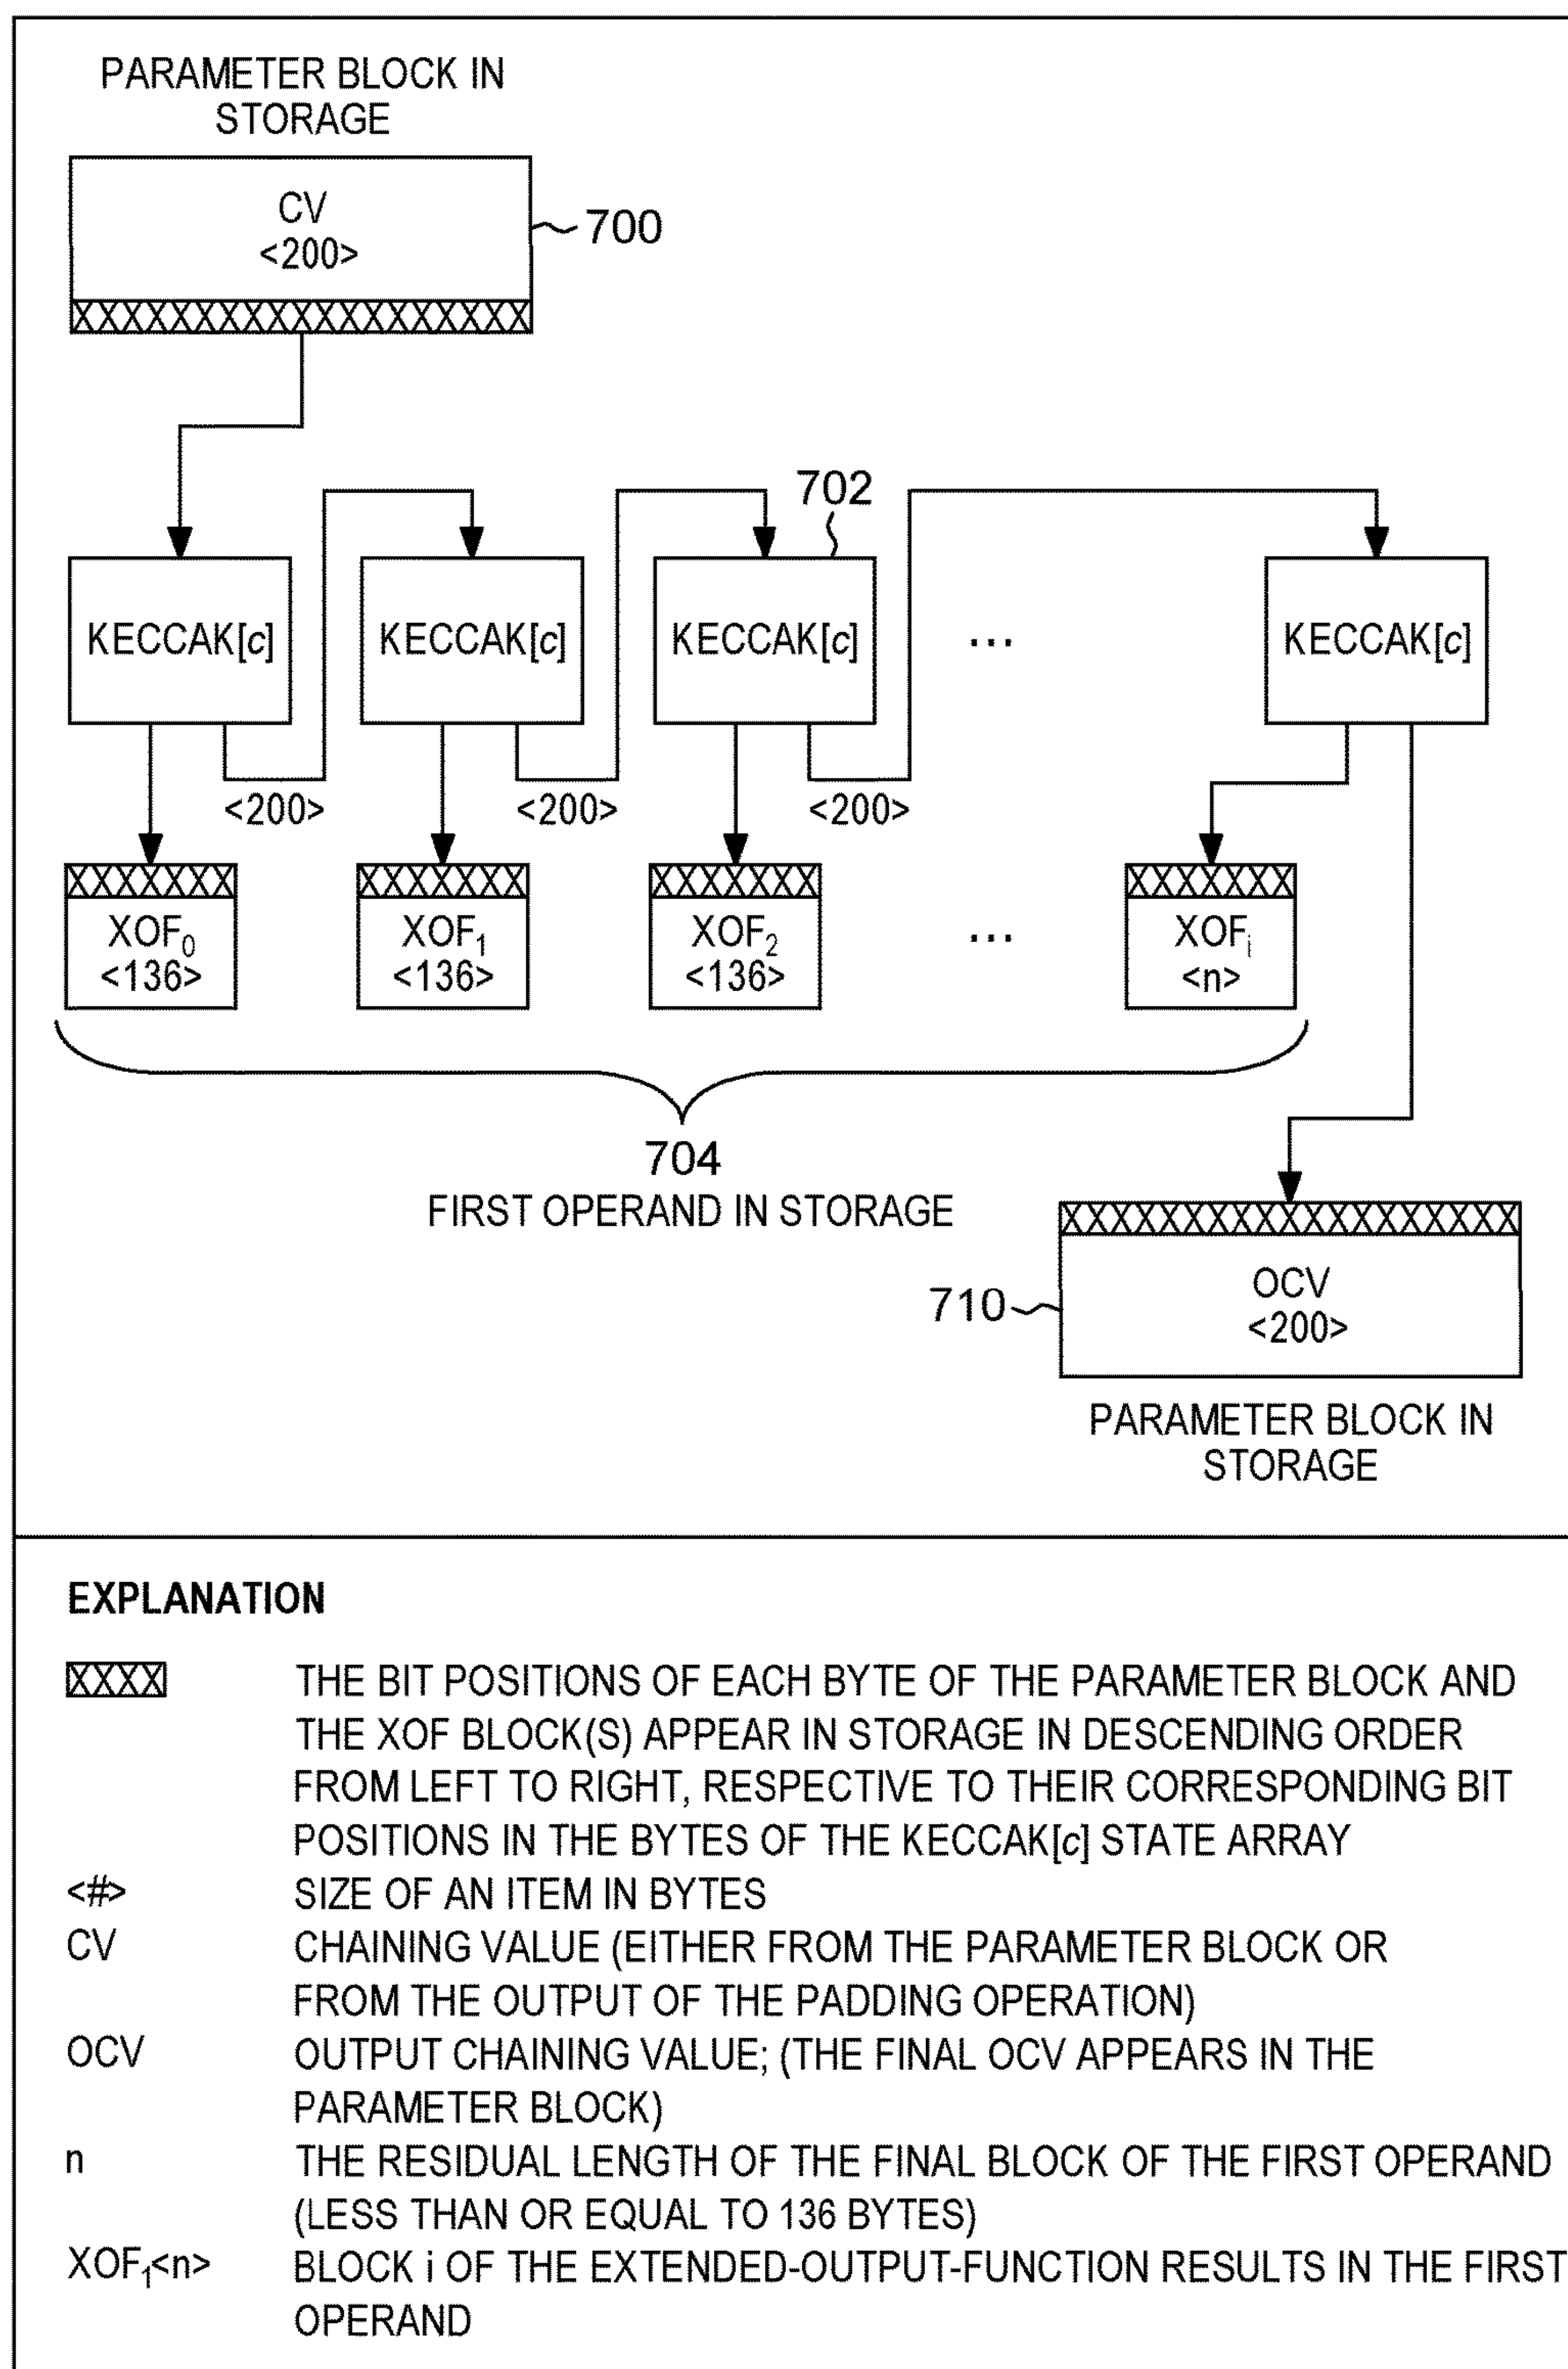 PARAMETER BLOCK IN
STORAGE
CV
<200>
700
702
KECCAK[c]
KECCAK[c]
KECCAK[c]
...
KECCAK[c]
<200>
<200>
<200>
XOF₀
<136>
XOF₁
<136>
XOF₂
<136>
...
XOFᵢ
<n>
704
FIRST OPERAND IN STORAGE
OCV
<200>
710
PARAMETER BLOCK IN
STORAGE
EXPLANATION
THE BIT POSITIONS OF EACH BYTE OF THE PARAMETER BLOCK AND
THE XOF BLOCK(S) APPEAR IN STORAGE IN DESCENDING ORDER
FROM LEFT TO RIGHT, RESPECTIVE TO THEIR CORRESPONDING BIT
POSITIONS IN THE BYTES OF THE KECCAK[c] STATE ARRAY
<#> SIZE OF AN ITEM IN BYTES
CV CHAINING VALUE (EITHER FROM THE PARAMETER BLOCK OR
FROM THE OUTPUT OF THE PADDING OPERATION)
OCV OUTPUT CHAINING VALUE; (THE FINAL OCV APPEARS IN THE
PARAMETER BLOCK)
n THE RESIDUAL LENGTH OF THE FINAL BLOCK OF THE FIRST OPERAND
(LESS THAN OR EQUAL TO 136 BYTES)
XOF₁<n> BLOCK i OF THE EXTENDED-OUTPUT-FUNCTION RESULTS IN THE FIRST
OPERAND